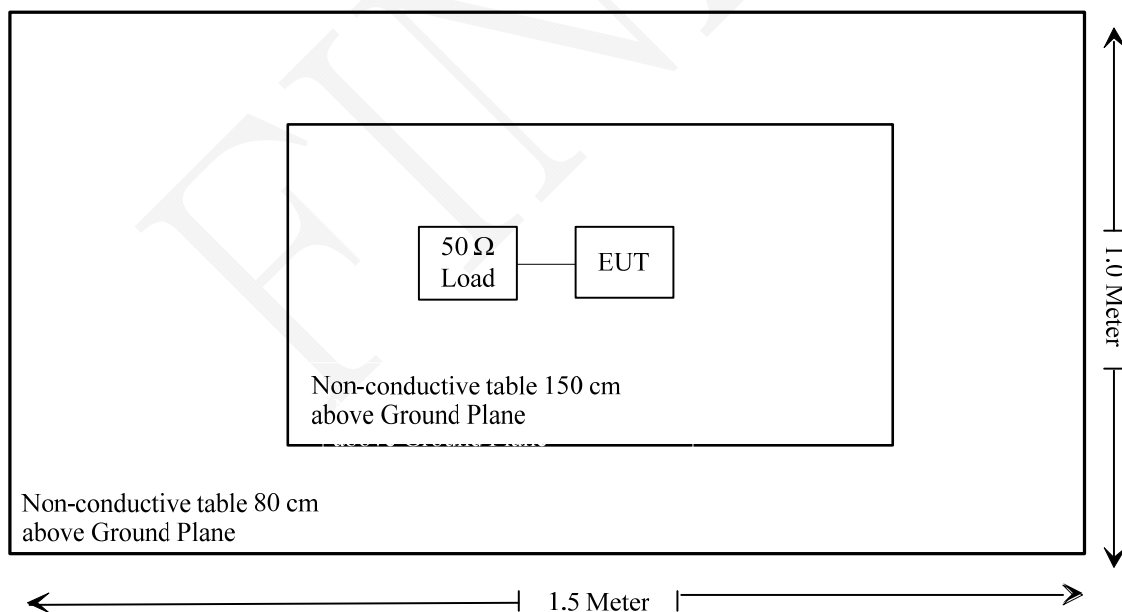 50 Ω
Load
EUT
1.0 Meter
Non-conductive table 150 cm
above Ground Plane
Non-conductive table 80 cm
above Ground Plane
1.5 Meter